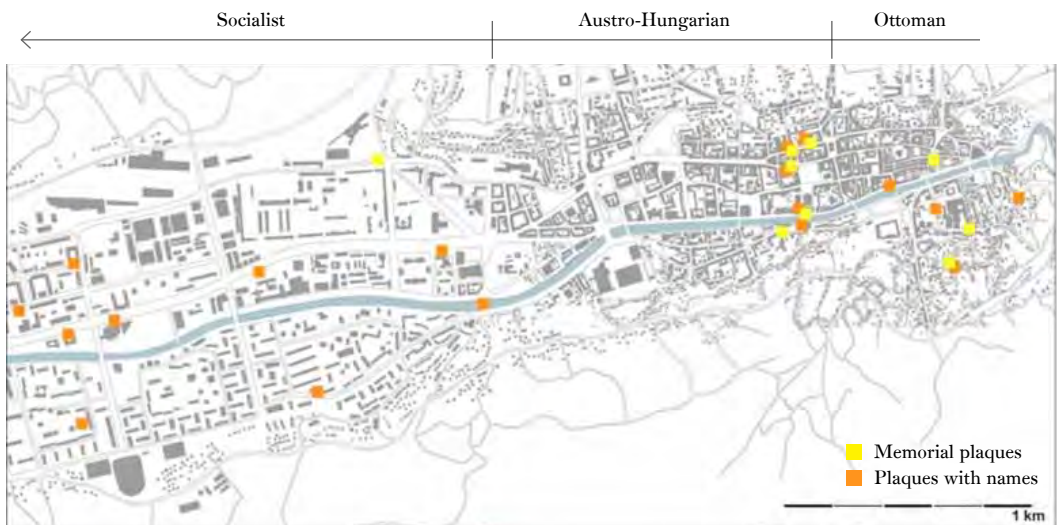 Socialist
Austro-Hungarian
Ottoman
Memorial plaques
Plaques with names
1 km